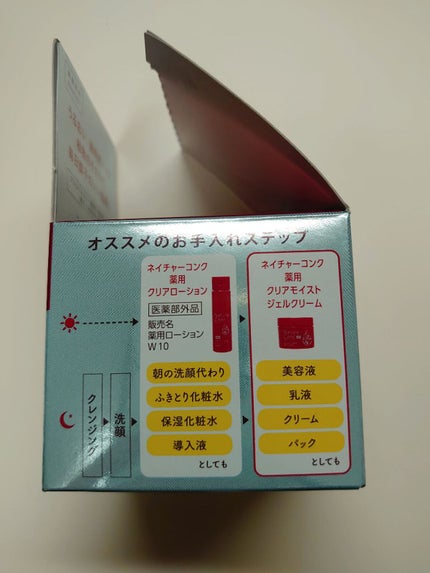 オススメのお手入れステップ
ネイチャーコンク
薬用
クリアローション
医薬部外品
販売名
薬用ローション
W10
朝の洗顔代わり
ふきとり化粧水
保湿化粧水
導入液
としても
ネイチャーコンク
薬用
クリアモイスト
ジェルクリーム
美容液
乳液
クリーム
パック
としても
クレンジング
洗顔